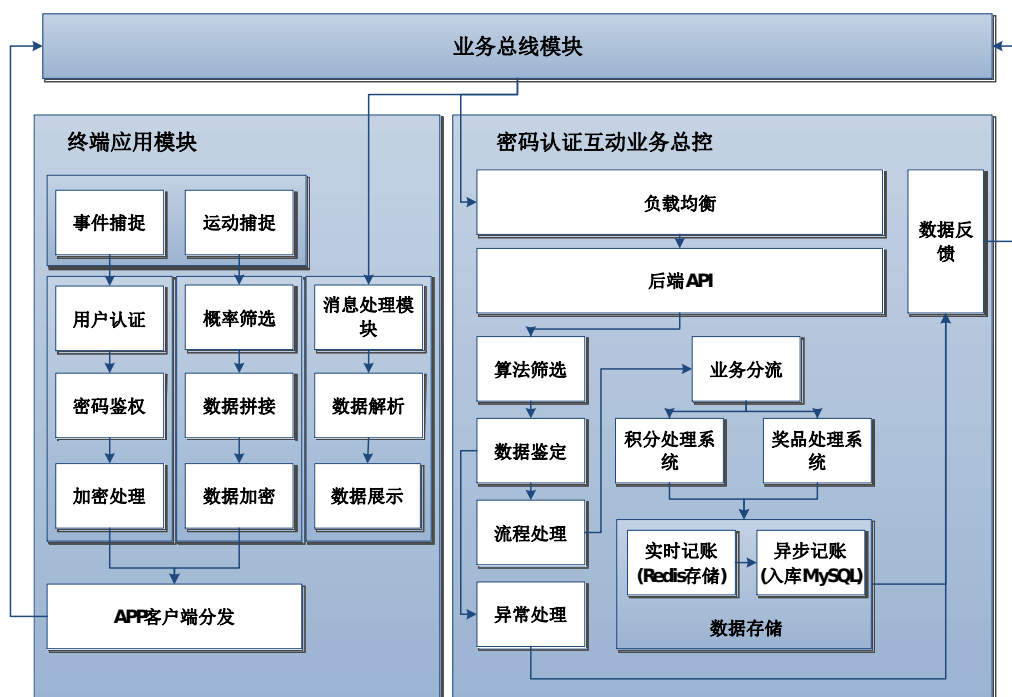 业务总线模块
终端应用模块
事件捕捉
运动捕捉
用户认证
概率筛选
消息处理模
块
密码鉴权
数据拼接
数据解析
加密处理
数据加密
数据展示
APP客户端分发
密码认证互动业务总控
负载均衡
数据反
馈
后端API
算法筛选
业务分流
数据鉴定
积分处理系
统
奖品处理系
统
流程处理
实时记账
(Redis存储)
异步记账
(入库MySQL)
异常处理
数据存储